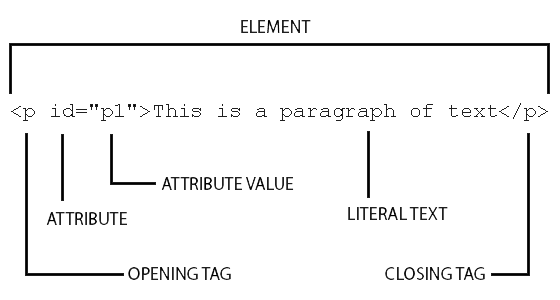 ELEMENT
<p id="p1">This is a paragraph of text</p>
ATTRIBUTE VALUE
ATTRIBUTE
LITERAL TEXT
OPENING TAG
CLOSING TAG